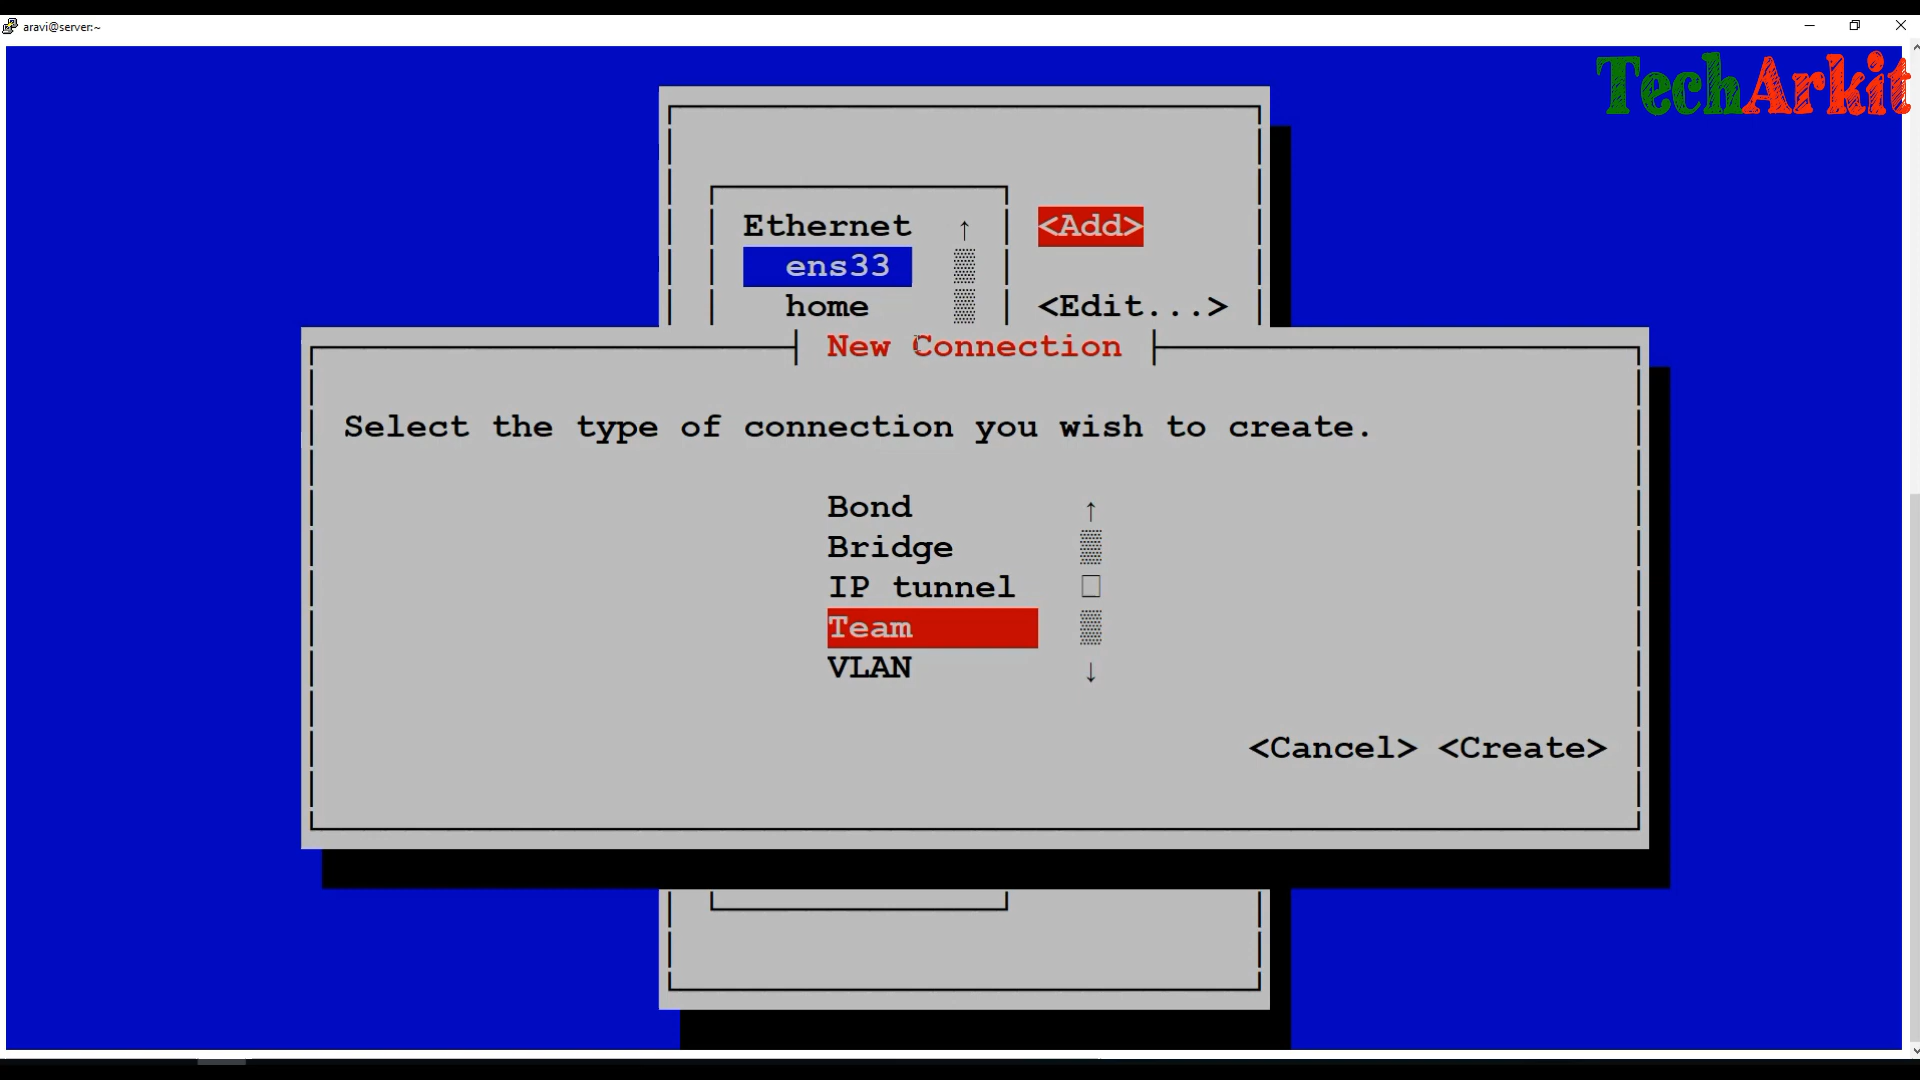 aravi@server:~
TechArkit
Ethernet
<Add>
ens33
home
<Edit...>
New Connection
Select the type of connection you wish to create.
Bond
Bridge
IP tunnel
Team
VLAN
<Cancel> <Create>